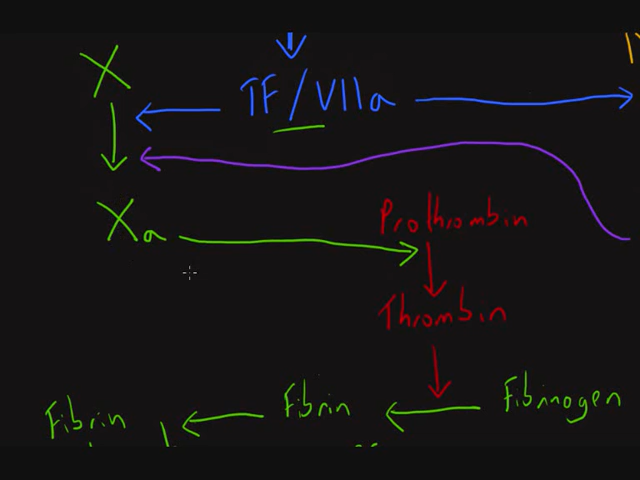 X
TF/VIIa
Xa
Prothrombin
Thrombin
Fibrin
Fibrin
Fibrinogen